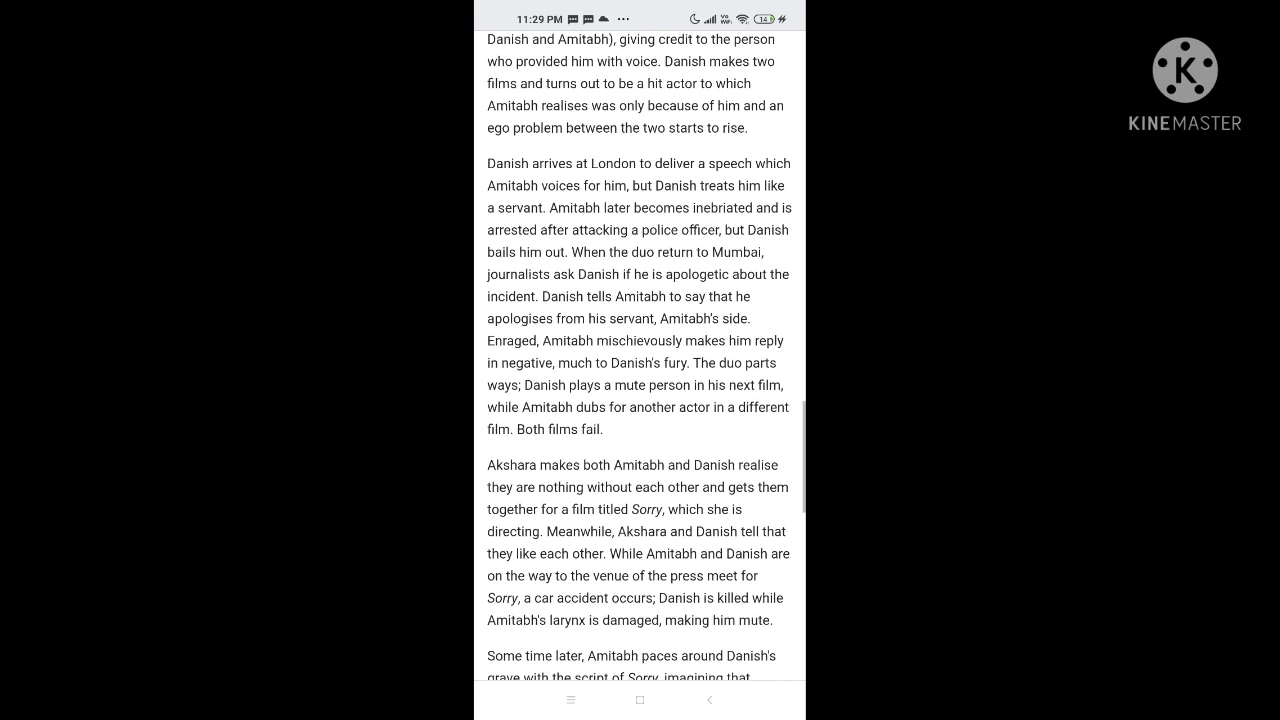 11:29 PM
Vo
WiFi
14
Danish and Amitabh), giving credit to the person
who provided him with voice. Danish makes two
films and turns out to be a hit actor to which
Amitabh realises was only because of him and an
ego problem between the two starts to rise.
Danish arrives at London to deliver a speech which
Amitabh voices for him, but Danish treats him like
a servant. Amitabh later becomes inebriated and is
arrested after attacking a police officer, but Danish
bails him out. When the duo return to Mumbai,
journalists ask Danish if he is apologetic about the
incident. Danish tells Amitabh to say that he
apologises from his servant, Amitabh's side.
Enraged, Amitabh mischievously makes him reply
in negative, much to Danish's fury. The duo parts
ways; Danish plays a mute person in his next film,
while Amitabh dubs for another actor in a different
film. Both films fail.
Akshara makes both Amitabh and Danish realise
they are nothing without each other and gets them
together for a film titled Sorry, which she is
directing. Meanwhile, Akshara and Danish tell that
they like each other. While Amitabh and Danish are
on the way to the venue of the press meet for
Sorry, a car accident occurs; Danish is killed while
Amitabh's larynx is damaged, making him mute.
Some time later, Amitabh paces around Danish's
grave with the script of Sorry, imagining that
K
KINEMASTER